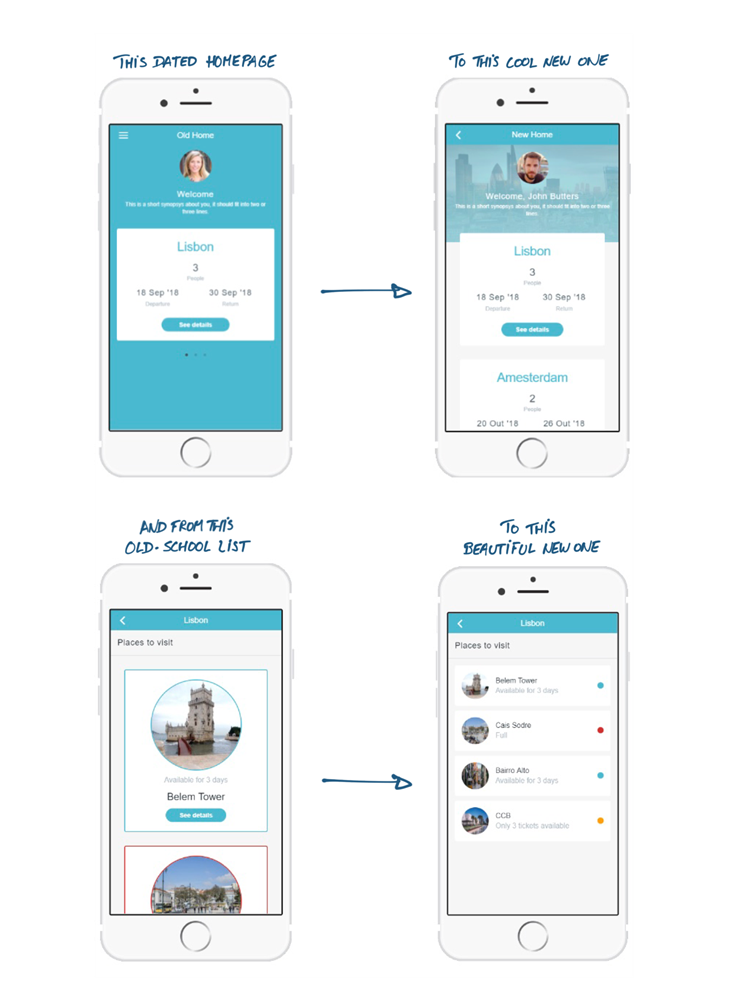 THIS DATED HOMEPAGE
TO THIS COOL NEW ONE
Old Home
Welcome
This is a short synopsys about you, it should fit into two or
three lines.
Lisbon
3
People
18 Sep '18 30 Sep '18
Departure Return
See details
New Home
Welcome, John Butters
This is a short synopsys about you, it should fit into two or three
lines.
Lisbon
3
People
18 Sep '18 30 Sep '18
Departure Return
See details
Amesterdam
2
People
20 Out '18 26 Out '18
AND FROM THIS
OLD-SCHOOL LIST
TO THIS
BEAUTIFUL NEW ONE
Lisbon
Places to visit
Available for 3 days
Belem Tower
See details
Lisbon
Places to visit
Belem Tower
Available for 3 days
Cais Sodre
Full
Bairro Alto
Available for 3 days
CCB
Only 3 tickets available